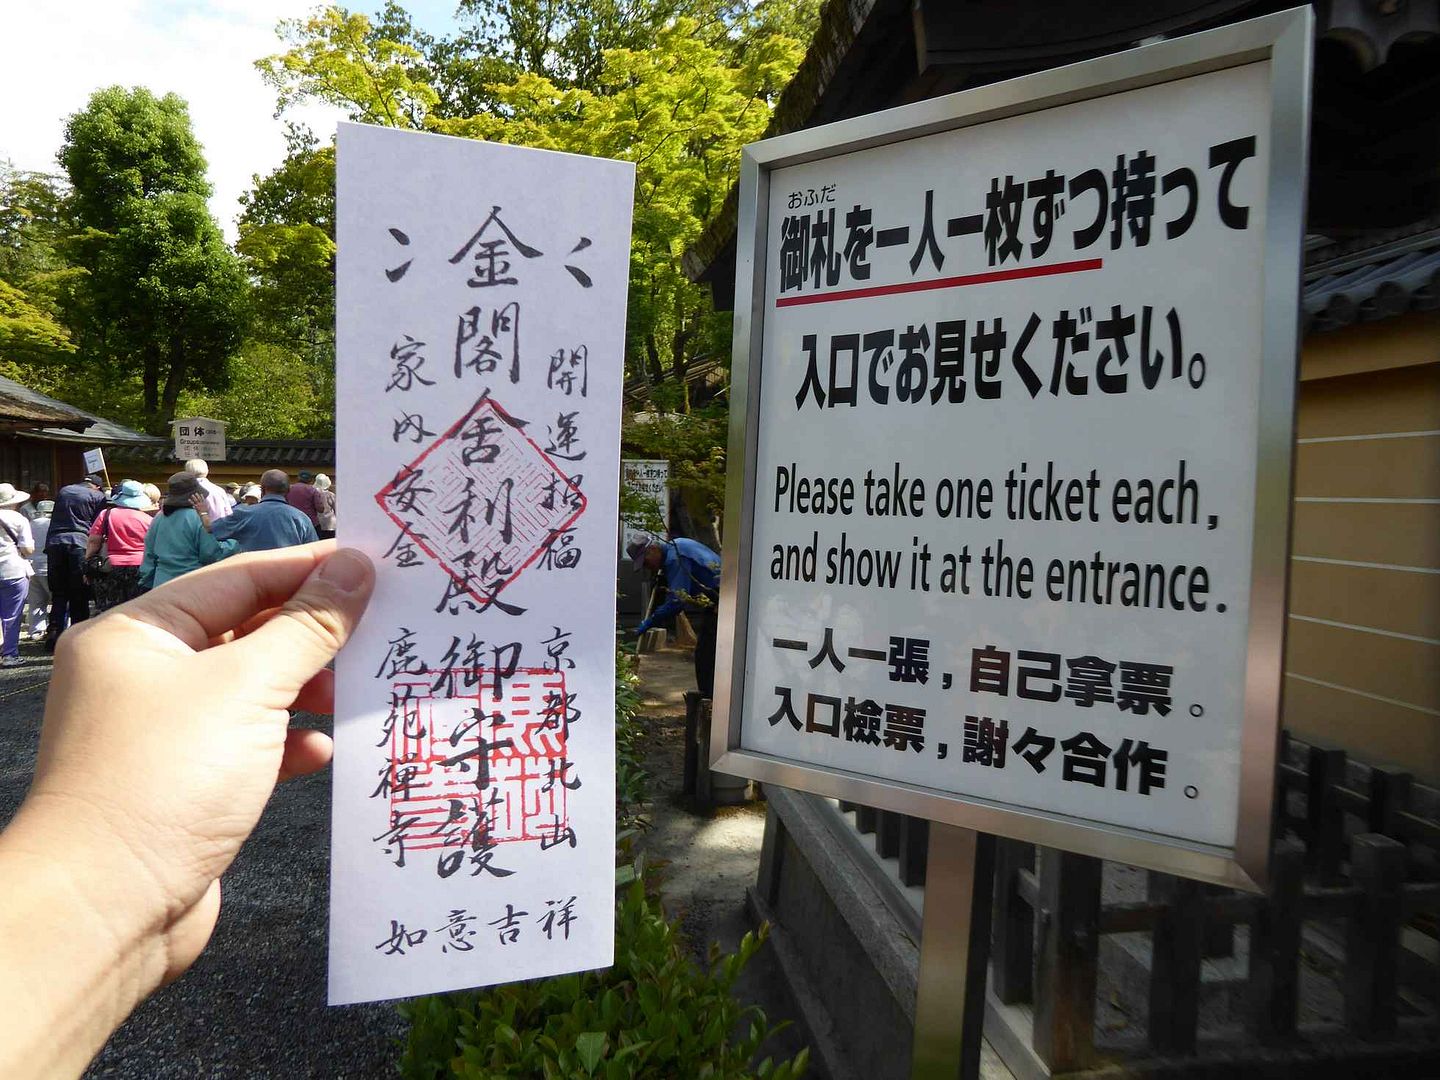 金閣舎利殿御守護
開運招福
家内安全
京都北山
鹿苑禅寺
如意吉祥
おふだ
御札を一人一枚ずつ持って
入口でお見せください。
Please take one ticket each,
and show it at the entrance.
一人一張，自己拿票。
入口檢票，謝々合作。
団体
Groups